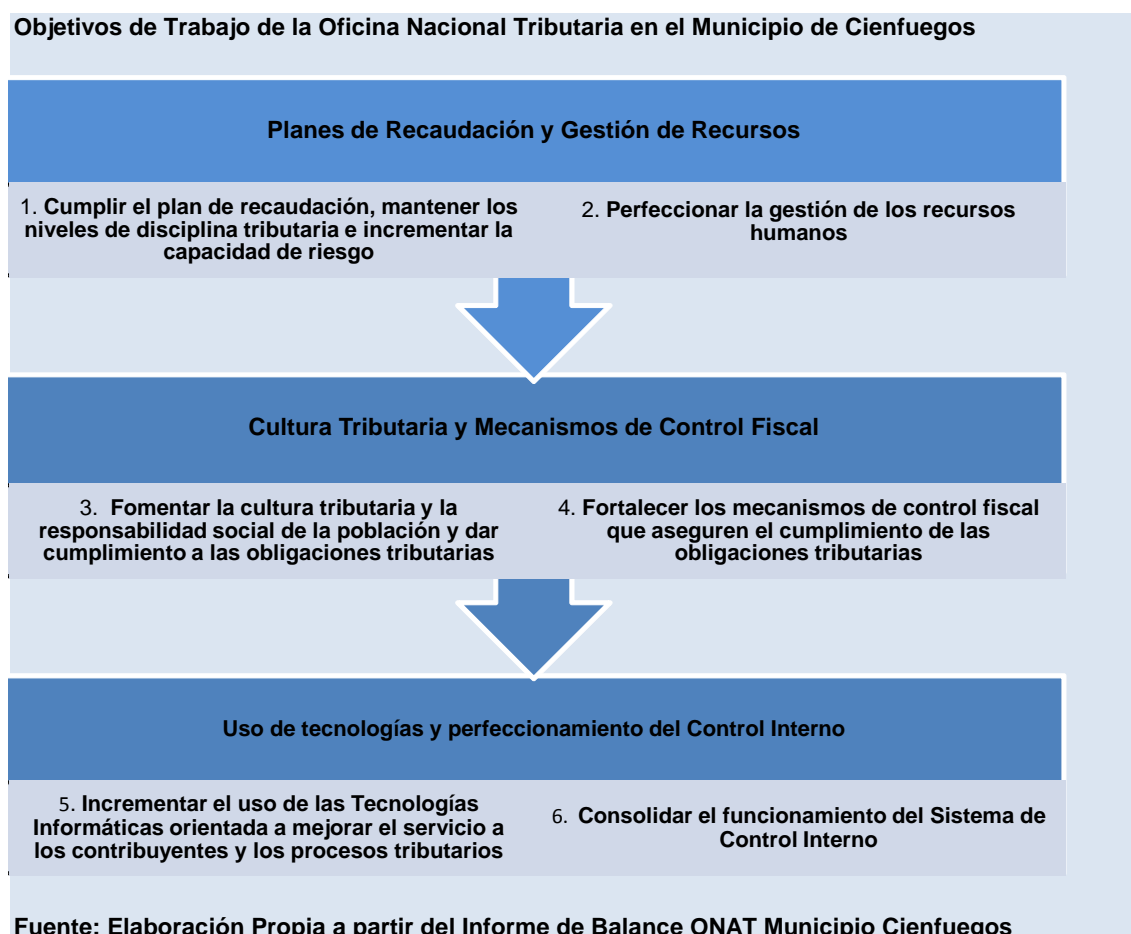 Objetivos de Trabajo de la Oficina Nacional Tributaria en el Municipio de Cienfuegos
Planes de Recaudación y Gestión de Recursos
1. Cumplir el plan de recaudación, mantener los
niveles de disciplina tributaria e incrementar la
capacidad de riesgo
2. Perfeccionar la gestión de los recursos
humanos
Cultura Tributaria y Mecanismos de Control Fiscal
3. Fomentar la cultura tributaria y la
responsabilidad social de la población y dar
cumplimiento a las obligaciones tributarias
4. Fortalecer los mecanismos de control fiscal
que aseguren el cumplimiento de las
obligaciones tributarias
Uso de tecnologías y perfeccionamiento del Control Interno
5. Incrementar el uso de las Tecnologías
Informáticas orientada a mejorar el servicio a
los contribuyentes y los procesos tributarios
6. Consolidar el funcionamiento del Sistema de
Control Interno
Fuente: Elaboración Propia a partir del Informe de Balance ONAT Municipio Cienfuegos